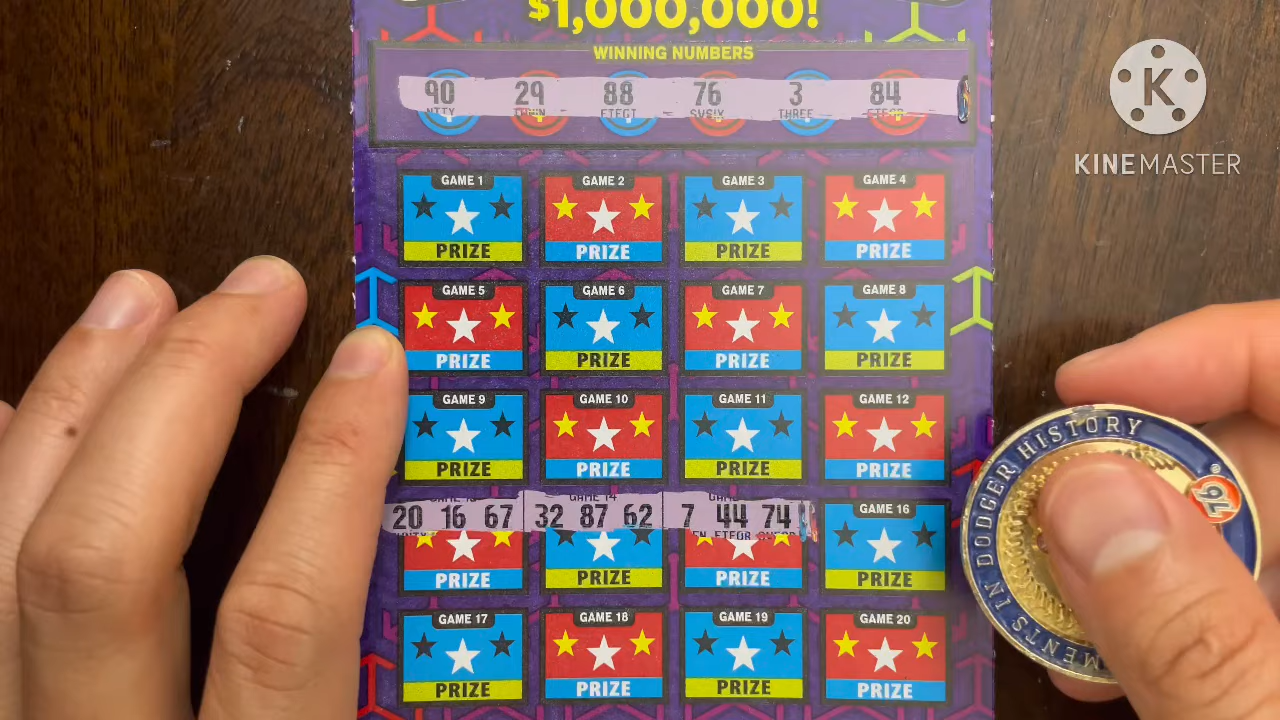 $1,000,000!
WINNING NUMBERS
90 29 88 76 3 84
THREE
K
KINEMASTER
GAME 1 GAME 2 GAME 3 GAME 4
PRIZE PRIZE PRIZE PRIZE
GAME 5 GAME 6 GAME 7 GAME 8
PRIZE PRIZE PRIZE PRIZE
GAME 9 GAME 10 GAME 11 GAME 12
PRIZE PRIZE PRIZE PRIZE
GAME 14 GAME 16
20 16 67 32 87 62 7 44 74
PRIZE PRIZE PRIZE PRIZE
GAME 17 GAME 18 GAME 19 GAME 20
PRIZE PRIZE PRIZE PRIZE
IN DODGER HISTORY
76